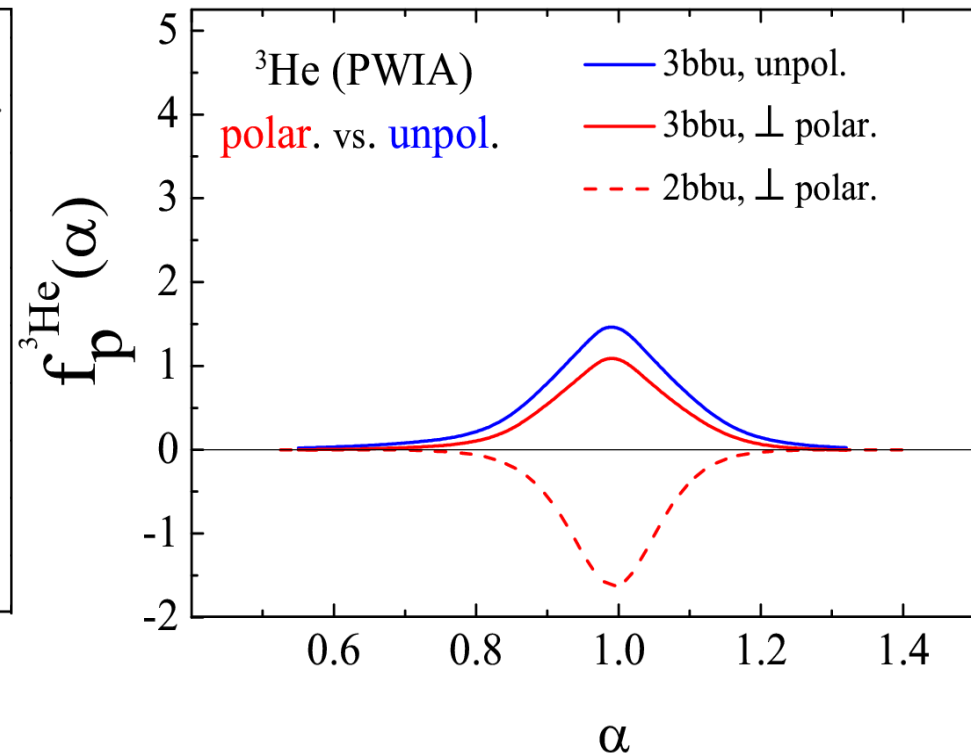 ³He (PWIA)
polar. vs. unpol.
3bbu, unpol.
3bbu, ⊥ polar.
2bbu, ⊥ polar.
5
4
3
2
1
0
-1
-2
f_p^{³He}(α)
0.6 0.8 1.0 1.2 1.4
α